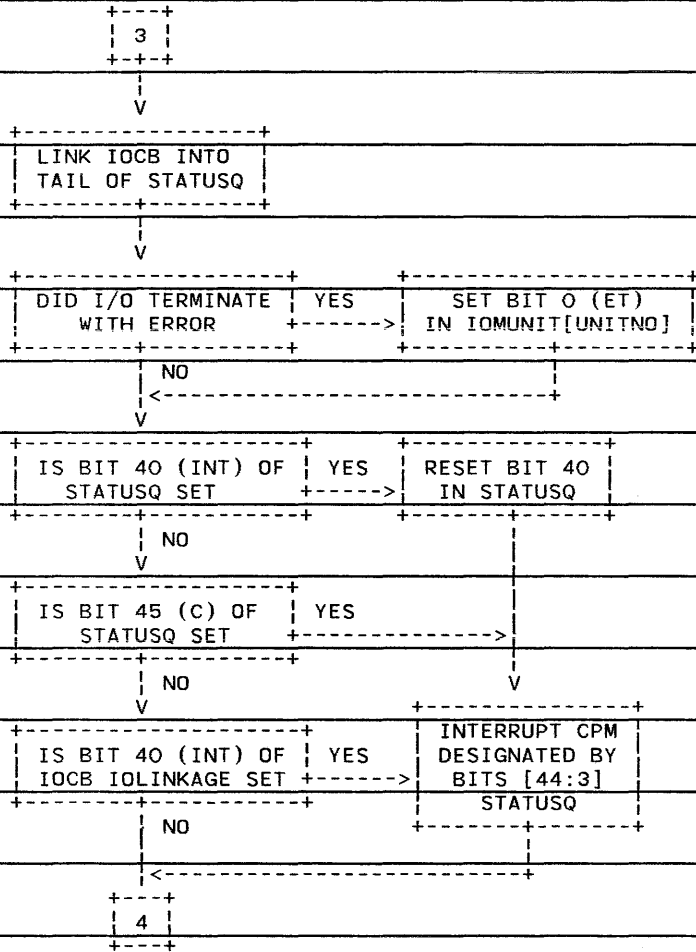 3
LINK IOCB INTO
TAIL OF STATUSQ
DID I/O TERMINATE
WITH ERROR
YES
SET BIT 0 (ET)
IN IOMUNIT[UNITNO]
NO
IS BIT 40 (INT) OF
STATUSQ SET
YES
RESET BIT 40
IN STATUSQ
NO
IS BIT 45 (C) OF
STATUSQ SET
YES
NO
IS BIT 40 (INT) OF
IOCB IOLINKAGE SET
YES
INTERRUPT CPM
DESIGNATED BY
BITS [44:3]
STATUSQ
NO
4